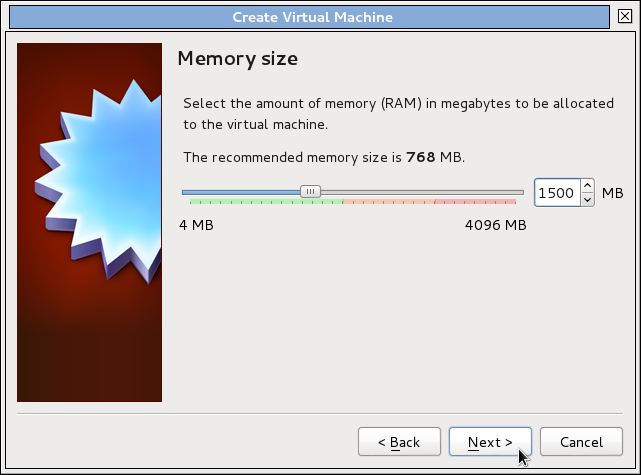 Create Virtual Machine
Memory size
Select the amount of memory (RAM) in megabytes to be allocated
to the virtual machine.
The recommended memory size is 768 MB.
1500 MB
4 MB 4096 MB
< Back Next > Cancel